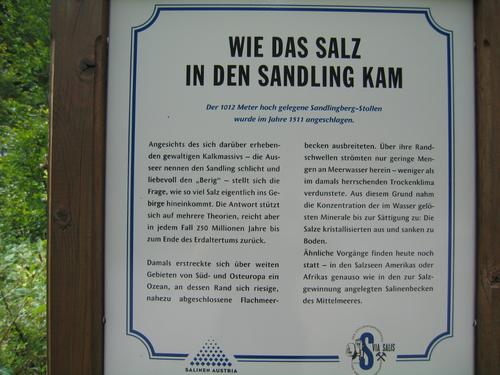 WIE DAS SALZ
IN DEN SANDLING KAM
Der 1012 Meter hoch gelegene Sandlingberg-Stollen
wurde im Jahre 1511 angeschlagen.
Angesichts des sich darüber erheben-
den gewaltigen Kalkmassivs – die Aus-
seer nennen den Sandling schlicht und
liebevoll den „Berig" – stellt sich die
Frage, wie so viel Salz eigentlich ins Ge-
birge hineinkommt. Die Antwort stützt
sich auf mehrere Theorien, reicht aber
in jedem Fall 250 Millionen Jahre bis
zum Ende des Erdaltertums zurück.
Damals erstreckte sich über weiten
Gebieten von Süd- und Osteuropa ein
Ozean, an dessen Rand sich riesige,
nahezu abgeschlossene Flachmeer-
becken ausbreiteten. Über ihre Rand-
schwellen strömten nur geringe Men-
gen an Meerwasser herein – weniger als
im damals herrschenden Trockenklima
verdunstete. Aus diesem Grund nahm
die Konzentration der im Wasser gelös-
ten Minerale bis zur Sättigung zu: Die
Salze kristallisierten aus und sanken zu
Boden.
Ähnliche Vorgänge finden heute noch
statt – in den Salzseen Amerikas oder
Afrikas genauso wie in den zur Salz-
gewinnung angelegten Salinenbecken
des Mittelmeeres.
SALINEN AUSTRIA
VIA SALIS